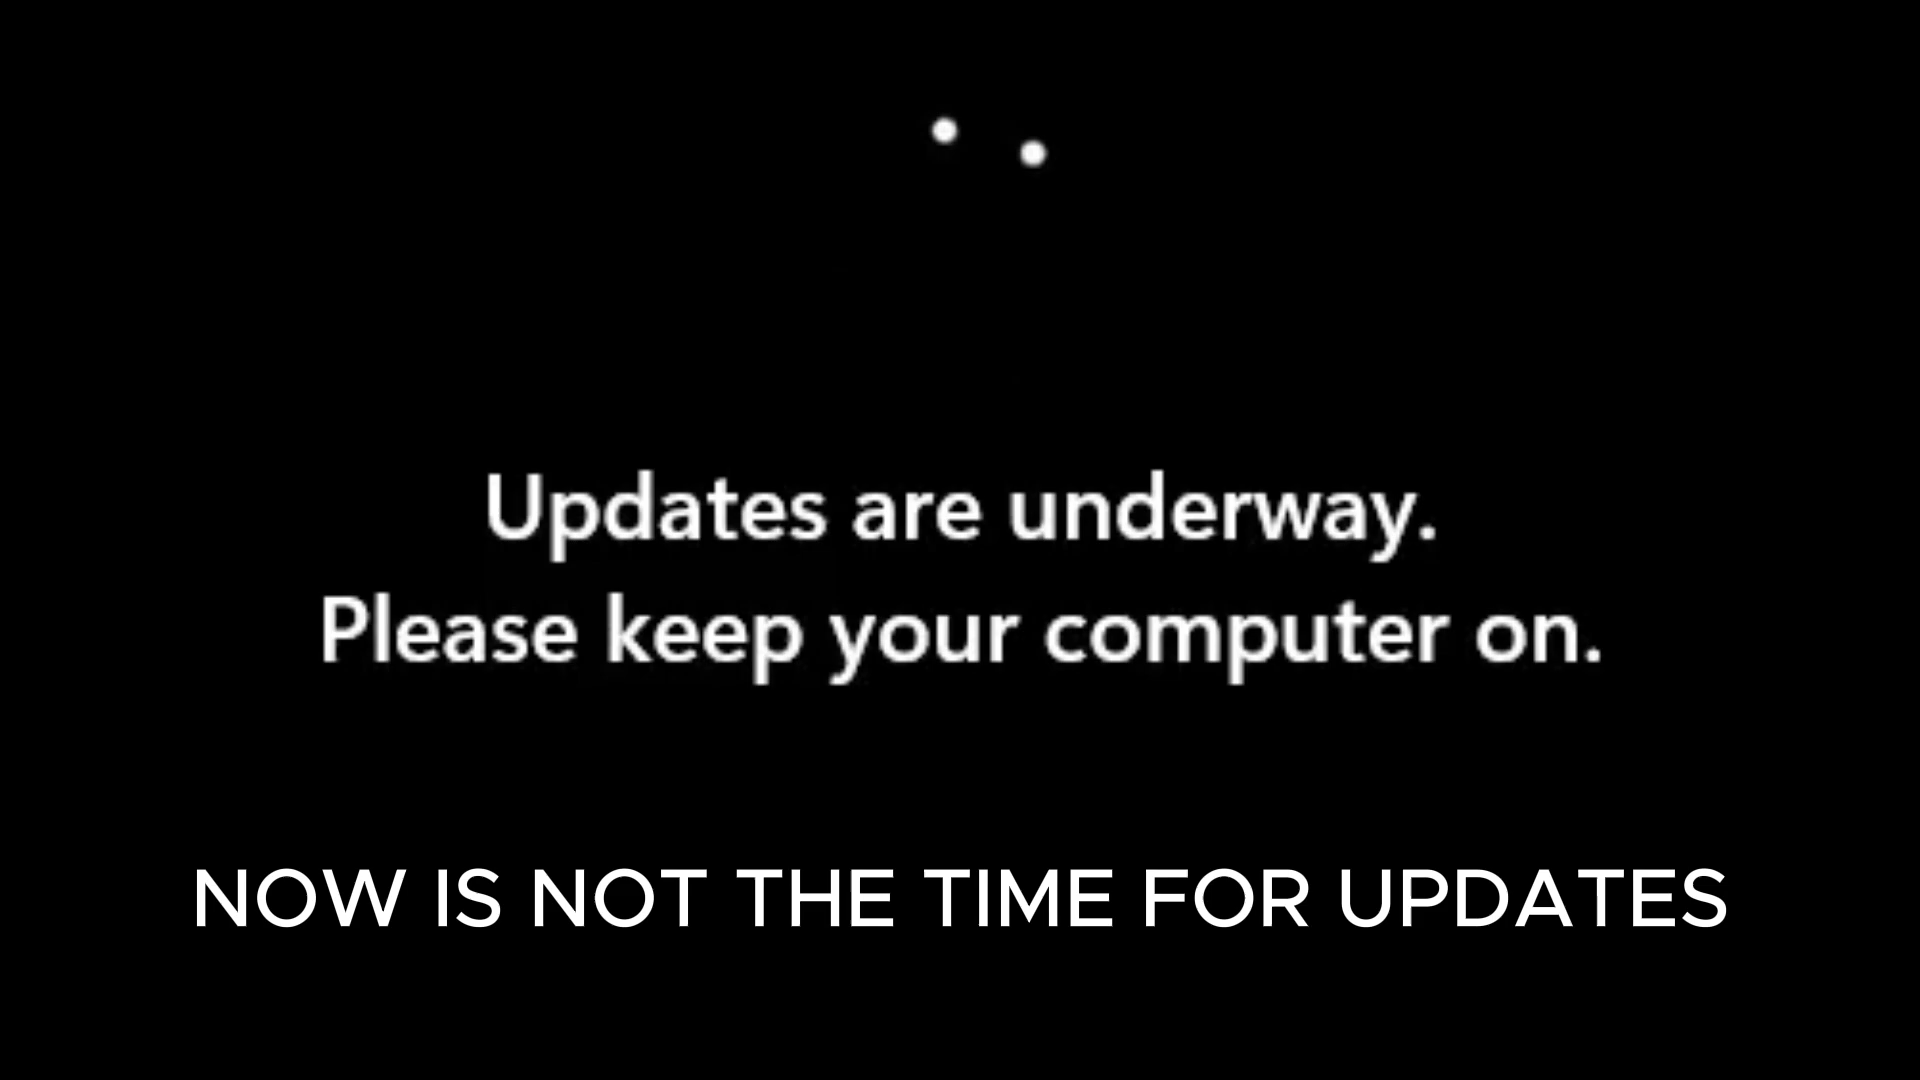 Updates are underway.
Please keep your computer on.
NOW IS NOT THE TIME FOR UPDATES